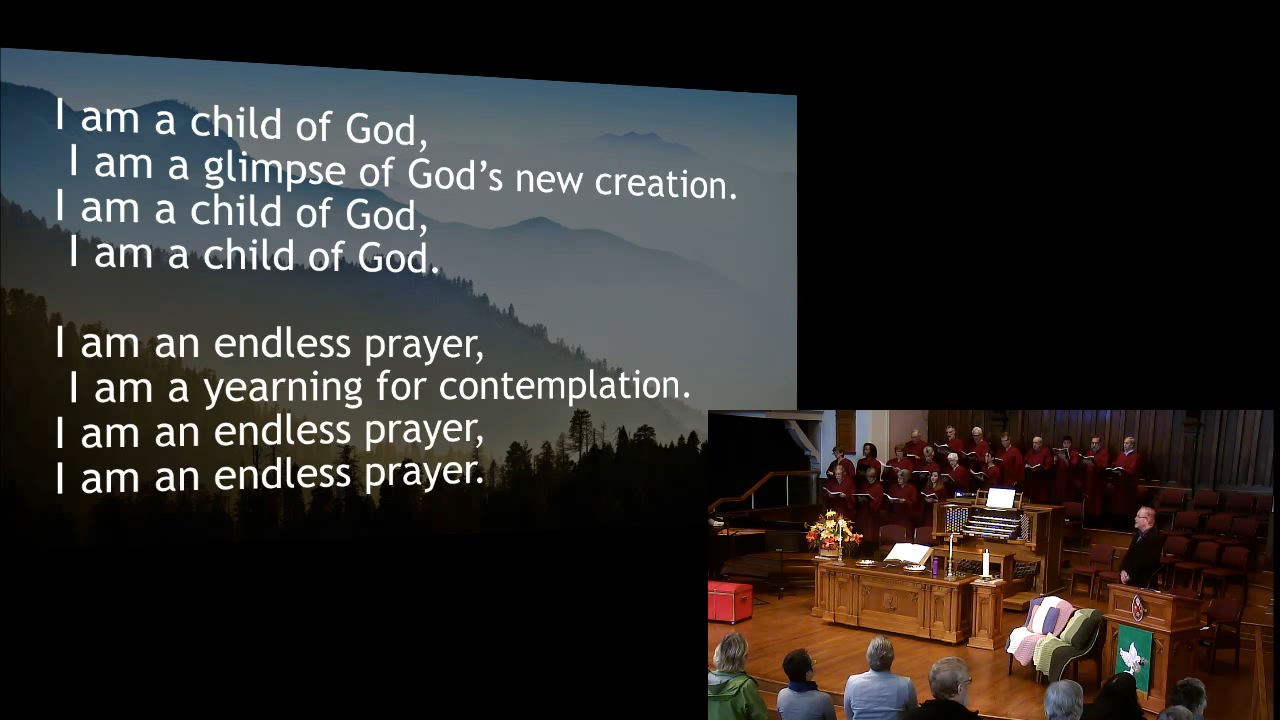 I am a child of God,
I am a glimpse of God's new creation.
I am a child of God,
I am a child of God.
I am an endless prayer,
I am a yearning for contemplation.
I am an endless prayer,
I am an endless prayer.